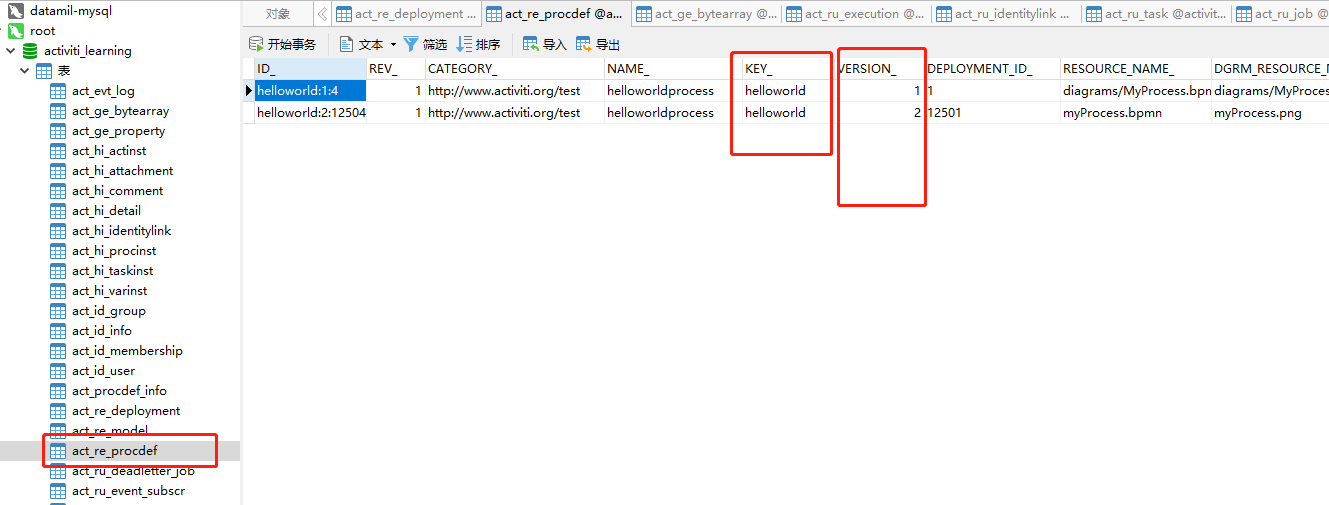 datamil-mysql
root
activiti_learning
表
act_evt_log
act_ge_bytearray
act_ge_property
act_hi_actinst
act_hi_attachment
act_hi_comment
act_hi_detail
act_hi_identitylink
act_hi_procinst
act_hi_taskinst
act_hi_varinst
act_id_group
act_id_info
act_id_membership
act_id_user
act_procdef_info
act_re_deployment
act_re_model
act_re_procdef
act_ru_deadletter_job
act_ru_event_subscr
对象 act_re_deployment ... act_re_procdef @a... act_ge_bytearray @... act_ru_execution @... act_ru_identitylink ... act_ru_task @activit... act_ru_job @
开始事务 文本 筛选 排序 导入 导出
ID_ REV_ CATEGORY_ NAME_ KEY_ VERSION_ DEPLOYMENT_ID_ RESOURCE_NAME_ DGRM_RESOURCE_N
helloworld:1:4 1 http://www.activiti.org/test helloworldprocess helloworld 1 1 diagrams/MyProcess.bpm diagrams/MyProcess
helloworld:2:12504 1 http://www.activiti.org/test helloworldprocess helloworld 2 12501 myProcess.bpmn myProcess.png